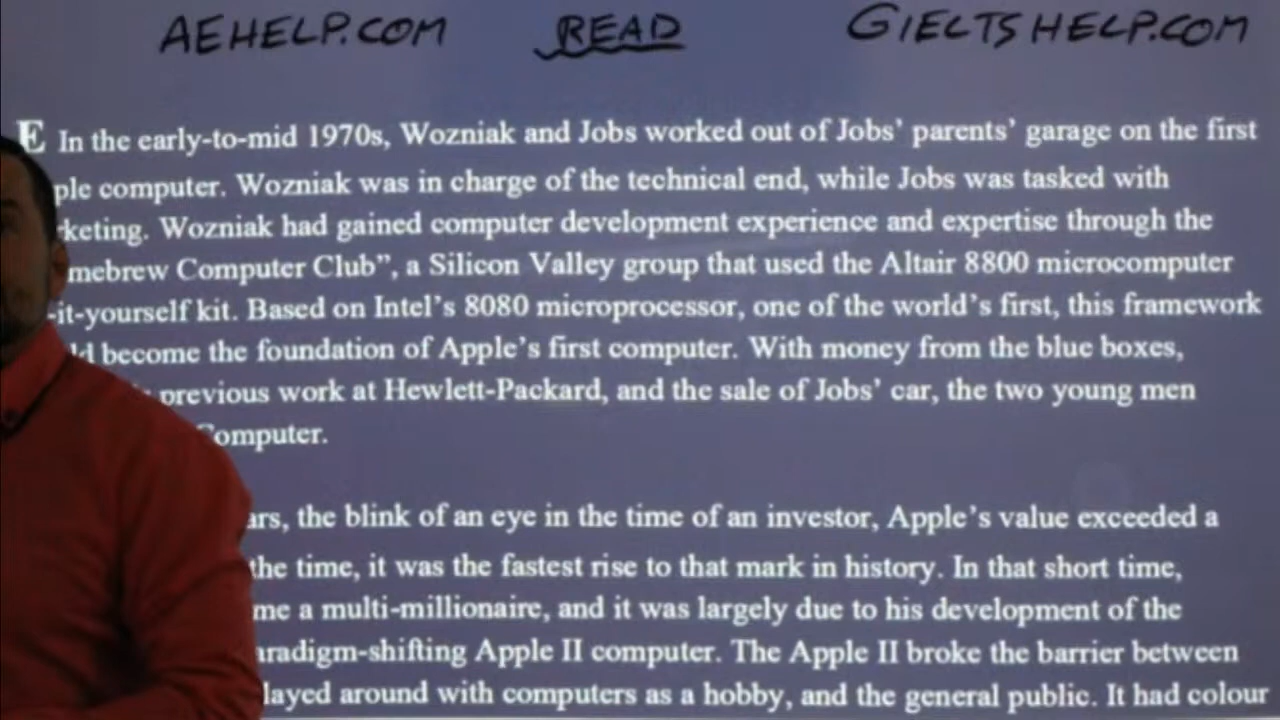 AEHELP.COM READ GIELTSHELP.COM
E In the early-to-mid 1970s, Wozniak and Jobs worked out of Jobs' parents' garage on the first
ple computer. Wozniak was in charge of the technical end, while Jobs was tasked with
keting. Wozniak had gained computer development experience and expertise through the
mebrew Computer Club”, a Silicon Valley group that used the Altair 8800 microcomputer
-it-yourself kit. Based on Intel's 8080 microprocessor, one of the world's first, this framework
ld become the foundation of Apple's first computer. With money from the blue boxes,
previous work at Hewlett-Packard, and the sale of Jobs' car, the two young men
Computer.
ars, the blink of an eye in the time of an investor, Apple's value exceeded a
the time, it was the fastest rise to that mark in history. In that short time,
me a multi-millionaire, and it was largely due to his development of the
aradigm-shifting Apple II computer. The Apple II broke the barrier between
layed around with computers as a hobby, and the general public. It had colour